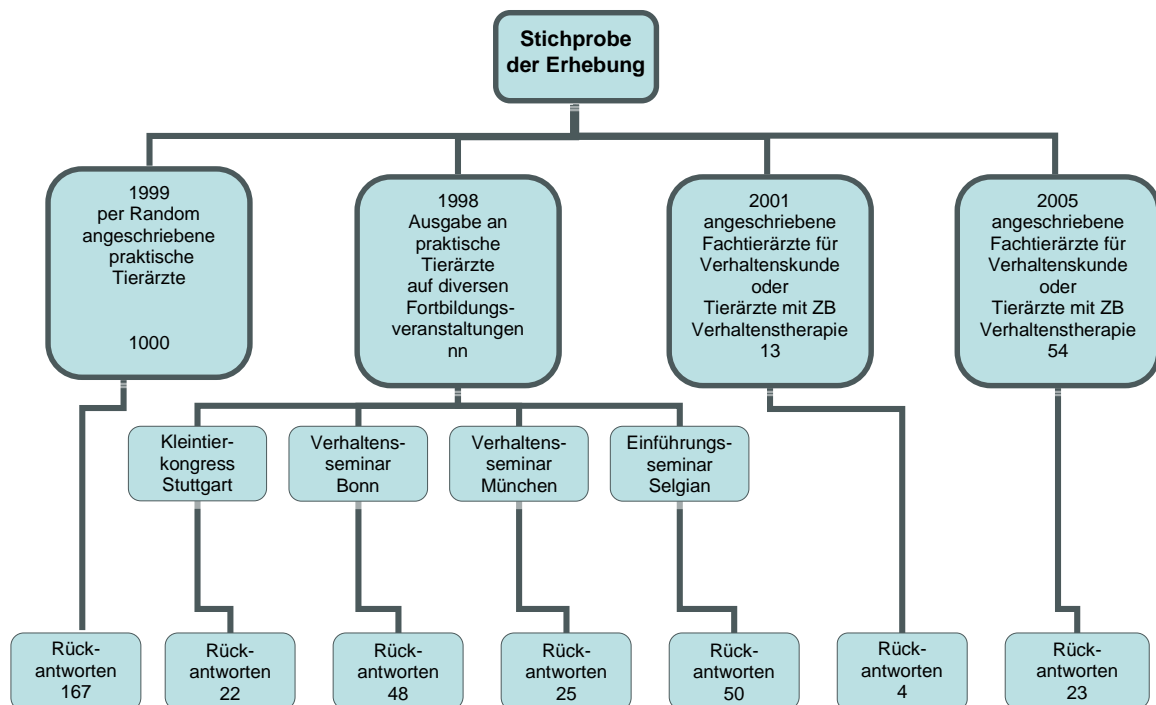 Stichprobe
der Erhebung
1999
per Random
angeschriebene
praktische
Tierärzte
1000
1998
Ausgabe an
praktische
Tierärzte
auf diversen
Fortbildungs-
veranstaltungen
nn
2001
angeschriebene
Fachtierärzte für
Verhaltenskunde
oder
Tierärzte mit ZB
Verhaltenstherapie
13
2005
angeschriebene
Fachtierärzte für
Verhaltenskunde
oder
Tierärzte mit ZB
Verhaltenstherapie
54
Kleintier-
kongress
Stuttgart
Verhaltens-
seminar
Bonn
Verhaltens-
seminar
München
Einführungs-
seminar
Selgian
Rück-
antworten
167
Rück-
antworten
22
Rück-
antworten
48
Rück-
antworten
25
Rück-
antworten
50
Rück-
antworten
4
Rück-
antworten
23